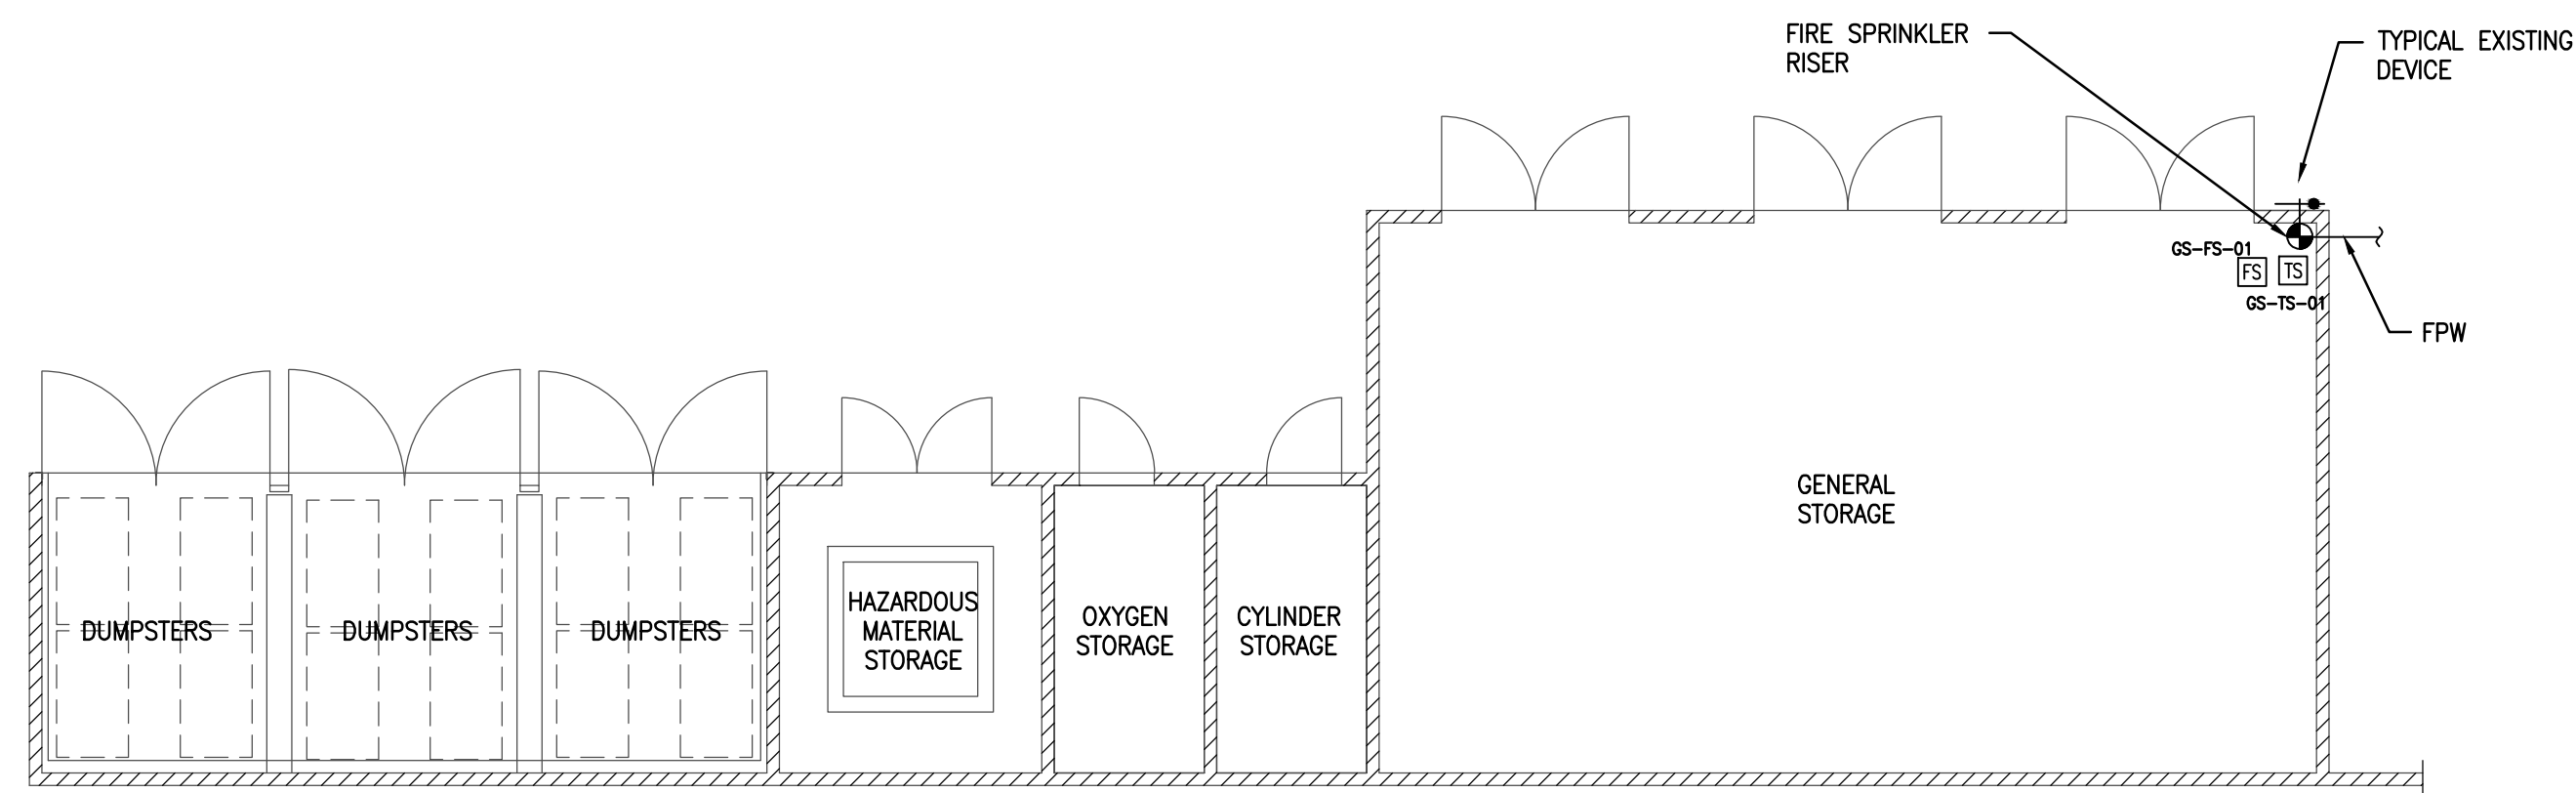 FIRE SPRINKLER
RISER
TYPICAL EXISTING
DEVICE
GS-FS-01
FS
TS
GS-TS-01
FPW
GENERAL
STORAGE
DUMPSTERS
DUMPSTERS
DUMPSTERS
HAZARDOUS
MATERIAL
STORAGE
OXYGEN
STORAGE
CYLINDER
STORAGE